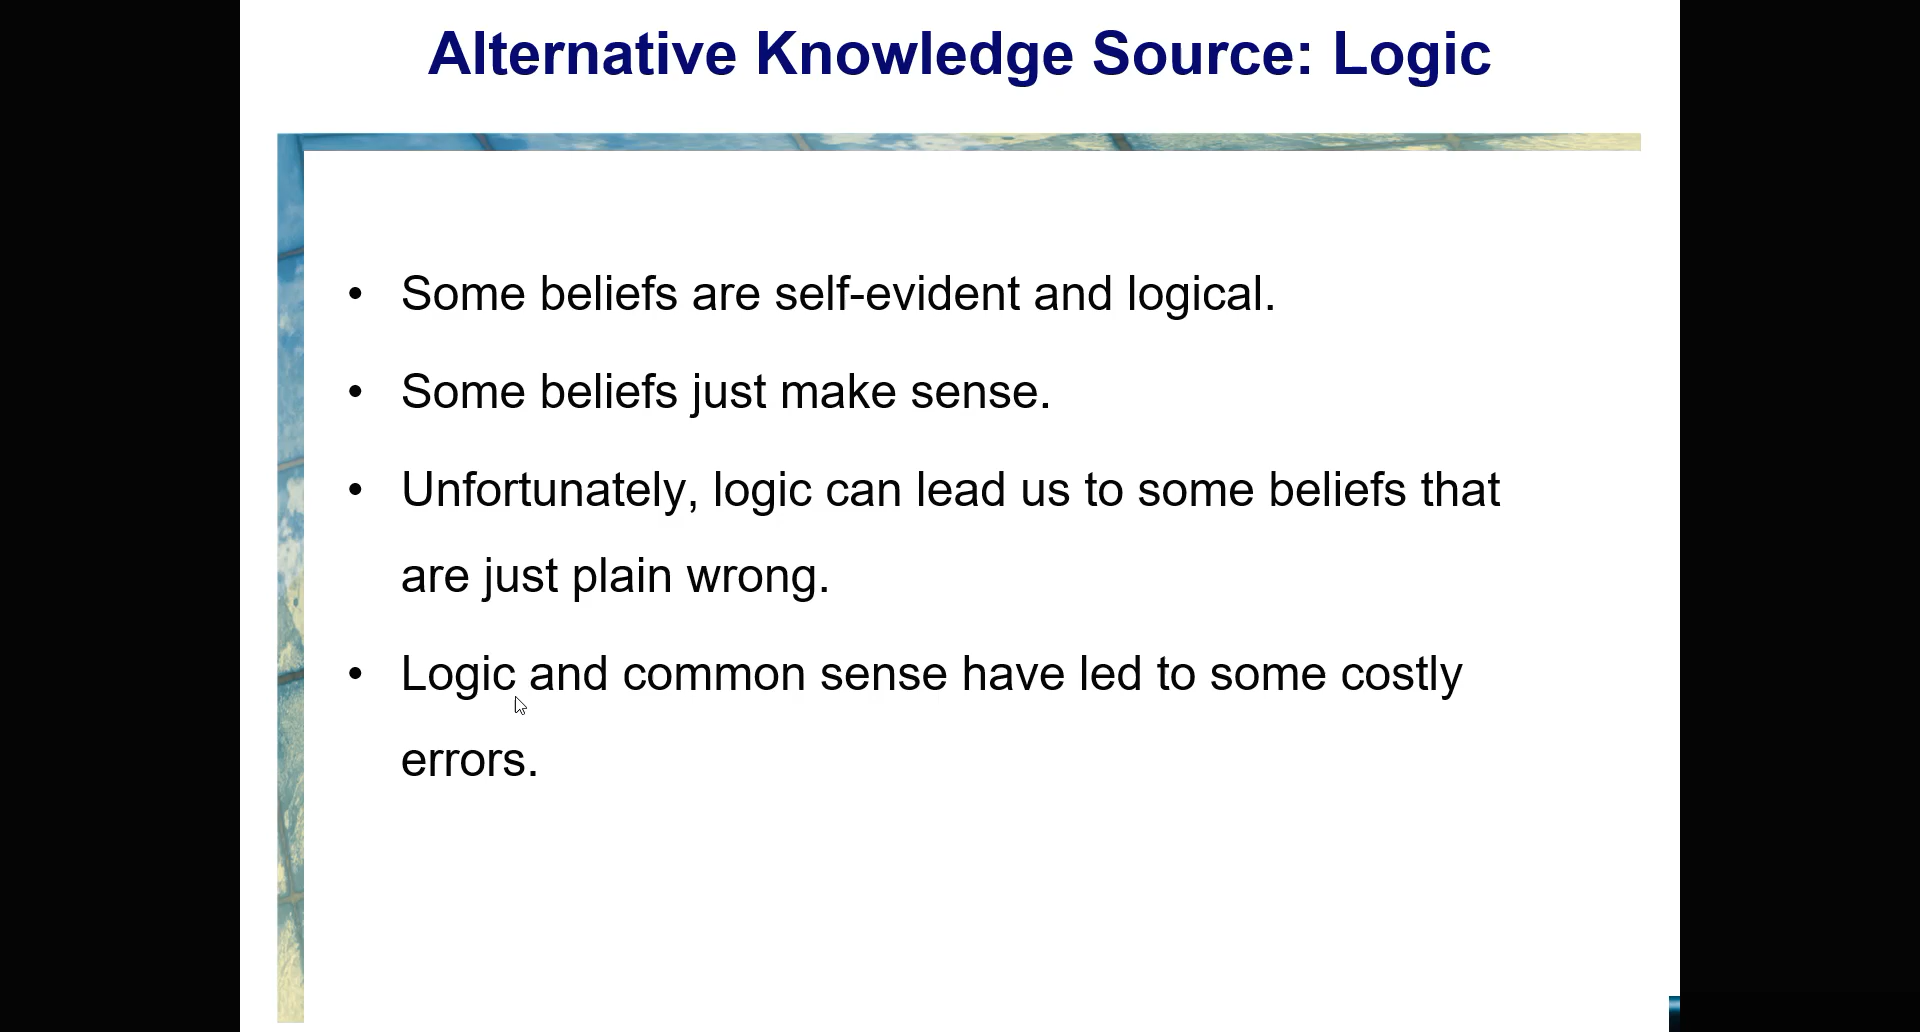 Alternative Knowledge Source: Logic
• Some beliefs are self-evident and logical.
• Some beliefs just make sense.
• Unfortunately, logic can lead us to some beliefs that
are just plain wrong.
• Logic and common sense have led to some costly
errors.